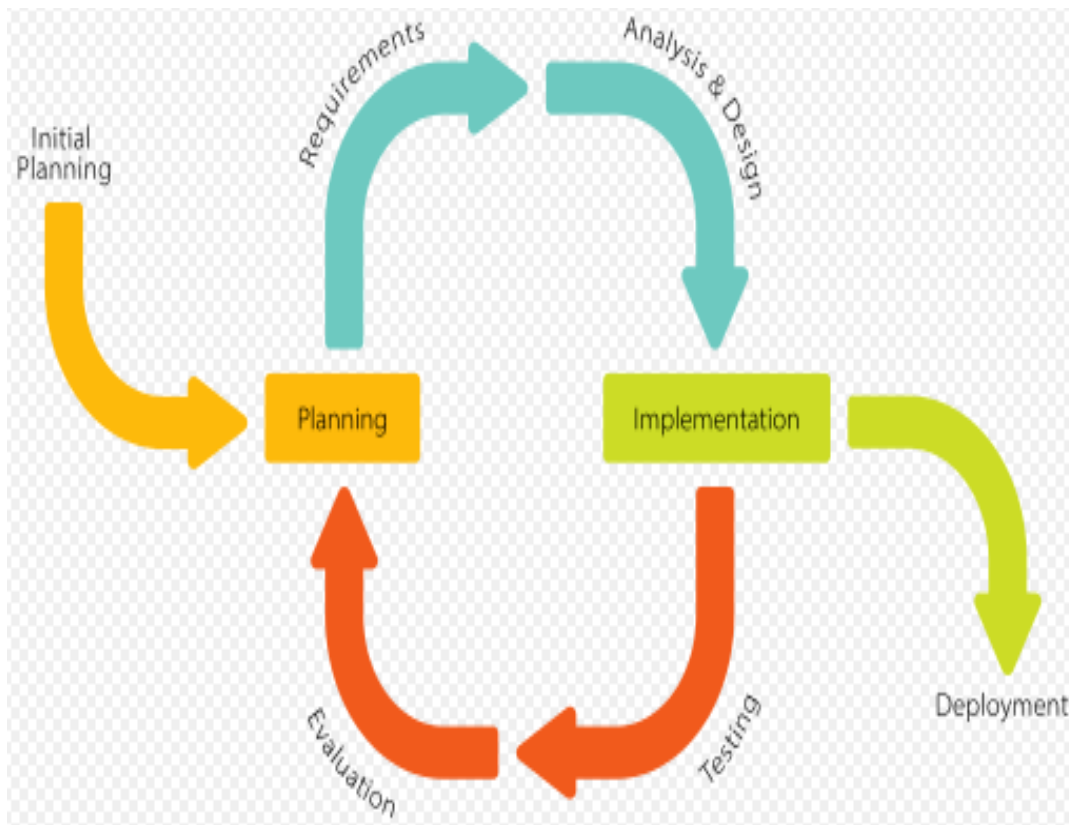 Requirements
Analysis & Design
Initial
Planning
Planning
Implementation
Evaluation
Testing
Deployment